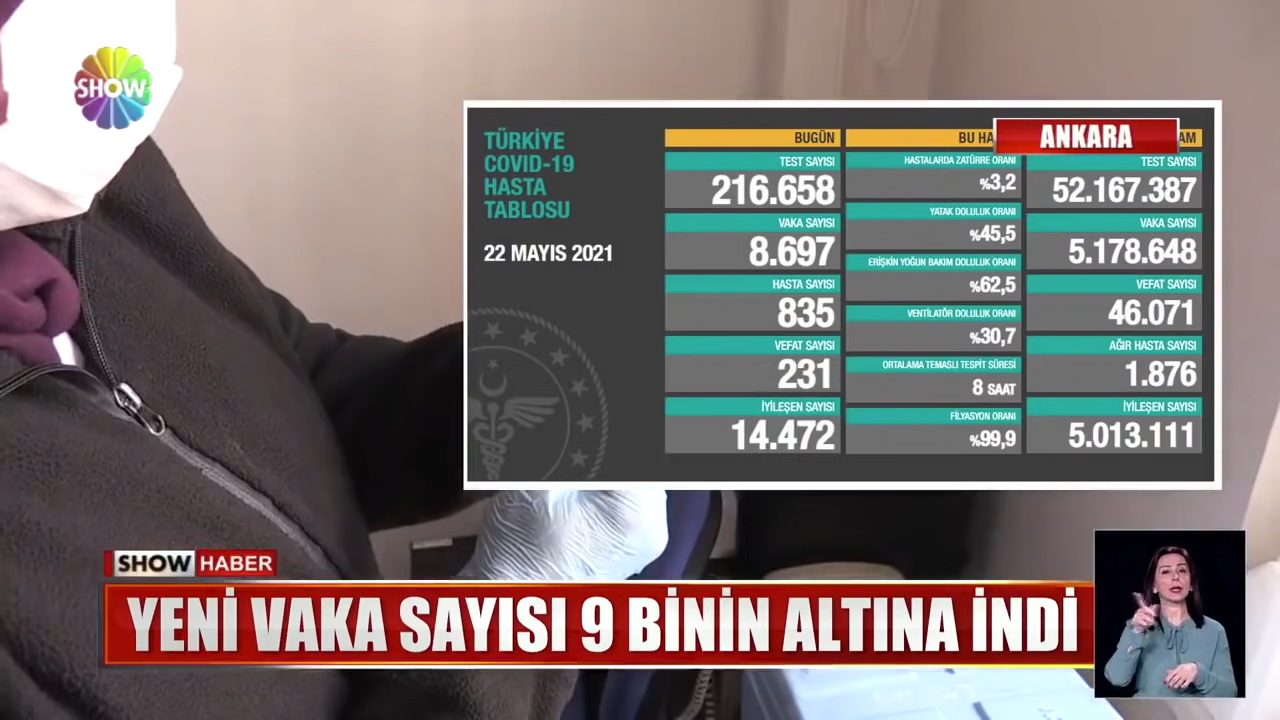 SHOW
TÜRKİYE
COVID-19
HASTA
TABLOSU
22 MAYIS 2021
BUGÜN
TEST SAYISI
216.658
VAKA SAYISI
8.697
HASTA SAYISI
835
VEFAT SAYISI
231
İYİLEŞEN SAYISI
14.472
BU HA
HASTALARDA ZATÜRRE ORANI
%3,2
YATAK DOLULUK ORANI
%45,5
ERİŞKİN YOĞUN BAKIM DOLULUK ORANI
%62,5
VENTİLATÖR DOLULUK ORANI
%30,7
ORTALAMA TEMASLI TESPİT SÜRESİ
8 SAAT
FİLYASYON ORANI
%99,9
ANKARA
AM
TEST SAYISI
52.167.387
VAKA SAYISI
5.178.648
VEFAT SAYISI
46.071
AĞIR HASTA SAYISI
1.876
İYİLEŞEN SAYISI
5.013.111
SHOW HABER
YENİ VAKA SAYISI 9 BİNİN ALTINA İNDİ